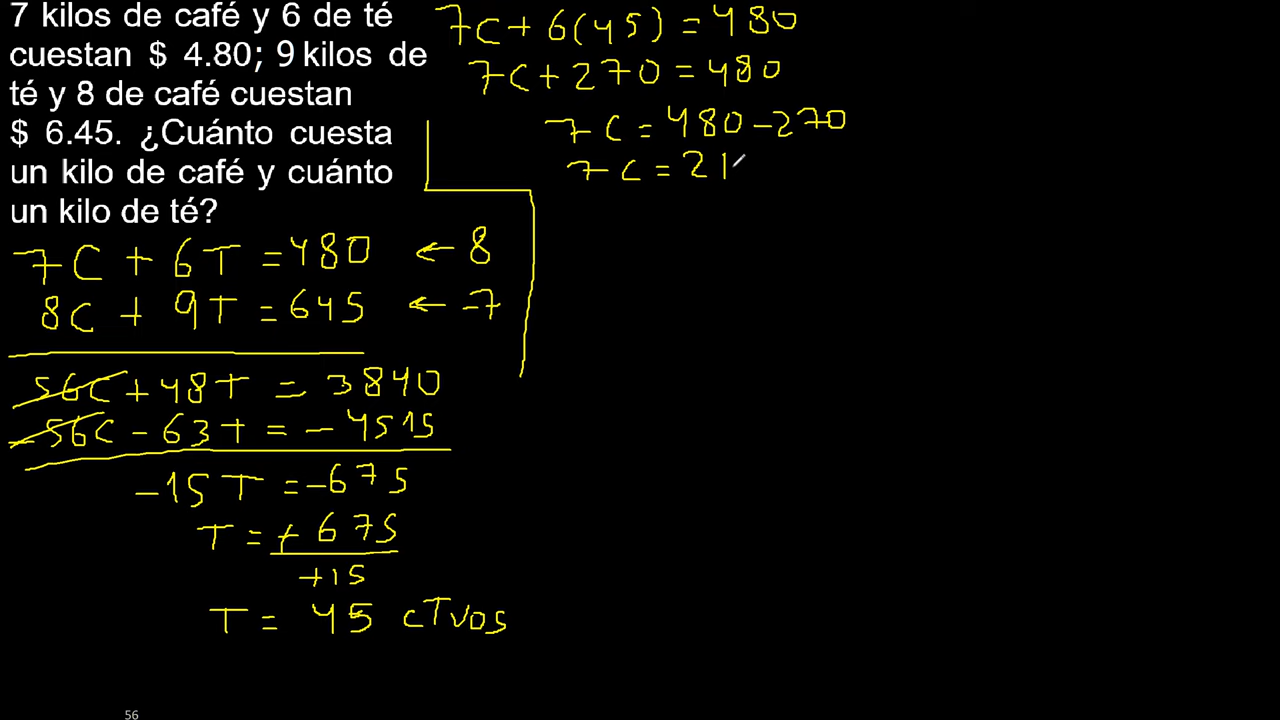 7 kilos de café y 6 de té
cuestan $ 4.80; 9 kilos de
té y 8 de café cuestan
$ 6.45. ¿Cuánto cuesta
un kilo de café y cuánto
un kilo de té?
7C + 6T = 480 ← 8
8C + 9T = 645 ← -7
56C + 48T = 3840
-56C - 63T = -4515
-15T = -675
T = + 675
+15
T = 45 cTvos
7C + 6(45) = 480
7C + 270 = 480
7C = 480 - 270
7C = 21
56